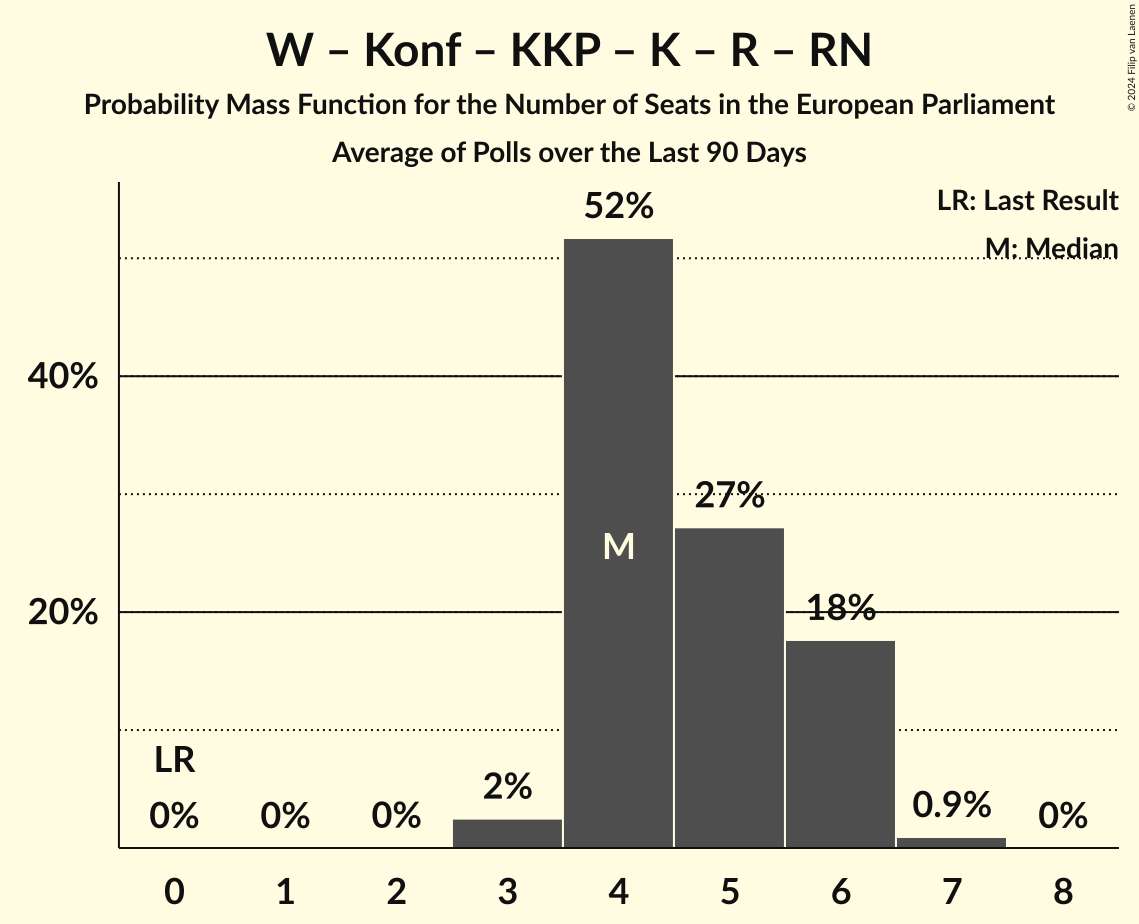 W – Konf – KKP – K – R – RN
Probability Mass Function for the Number of Seats in the European Parliament
Average of Polls over the Last 90 Days
© 2024 Filip van Laenen
LR: Last Result
M: Median
52%
40%
27%
M
20%
18%
LR
0%
0%
0%
2%
0.9%
0%
0 1 2 3 4 5 6 7 8